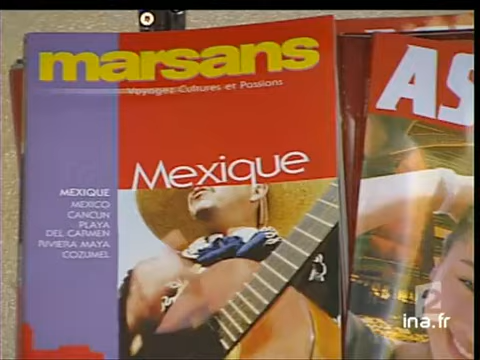 marsans
Voyages Cultures et Passions
Mexique
MEXIQUE
MEXICO
CANCUN
PLAYA
DEL CARMEN
RIVIERA MAYA
COZUMEL
AS
2
ina.fr